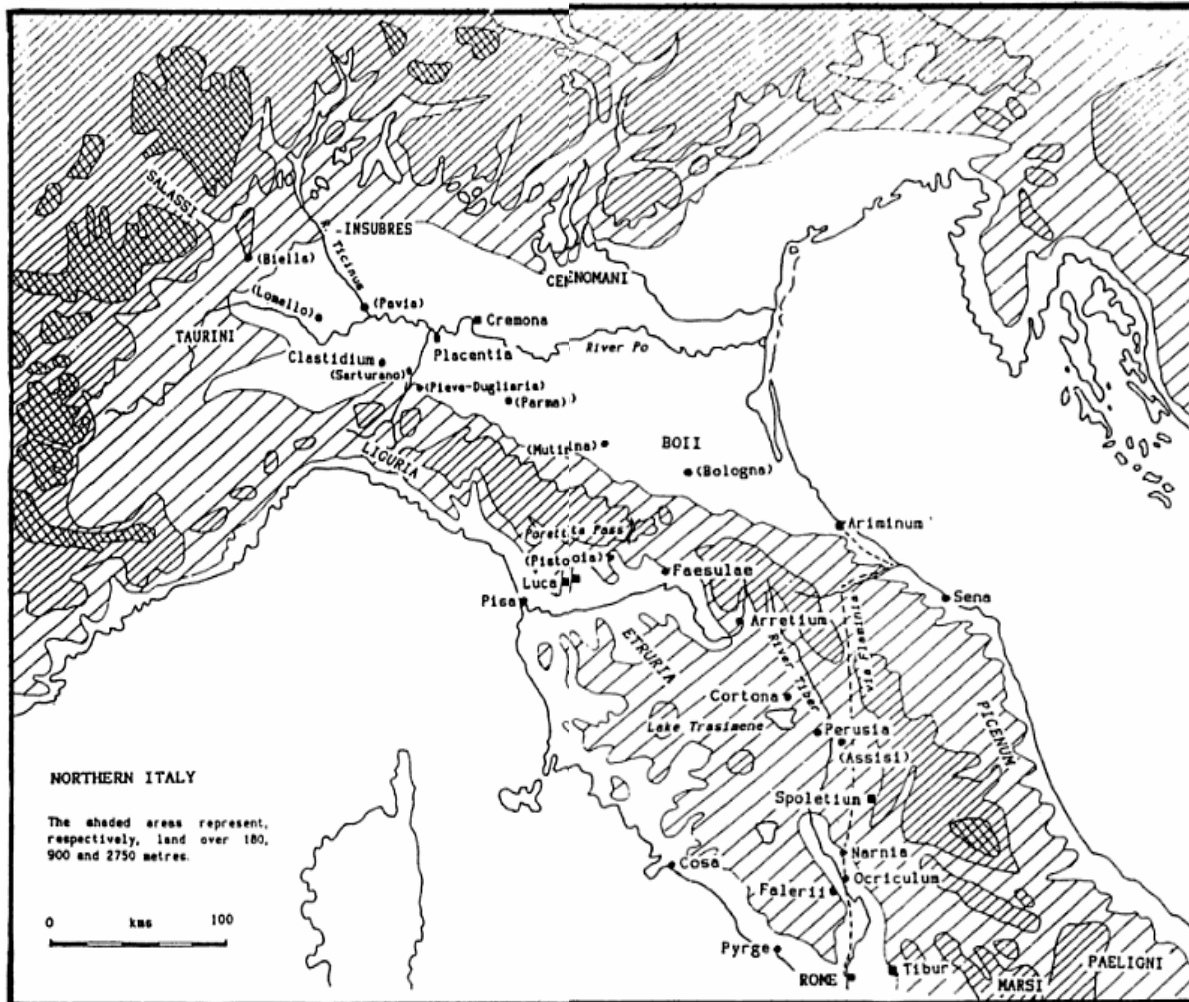 SALASSI
R. Ticinus
INSUBRES
(Biella)
CENOMANI
(Lomello)
(Pavia)
Cremona
TAURINI
Placentia
River Po
Clastidium
(Sarturano)
(Pieve-Dugliaria)
(Parma)
LIGURIA
(Mutina)
BOII
(Bologna)
Ariminum
Poretta Pass
(Pistoia)
Luca
Faesulae
Pisa
Sena
Arretium
ETRURIA
River Tiber
Via Flaminia
Cortona
Lake Trasimene
Perusia
(Assisi)
PICENUM
NORTHERN ITALY
The shaded areas represent,
respectively, land over 180,
900 and 2750 metres.
Spoletium
Narnia
Cosa
Ocriculum
Falerii
0 kms 100
Pyrge
ROME
Tibur
MARSI
PAELIGNI